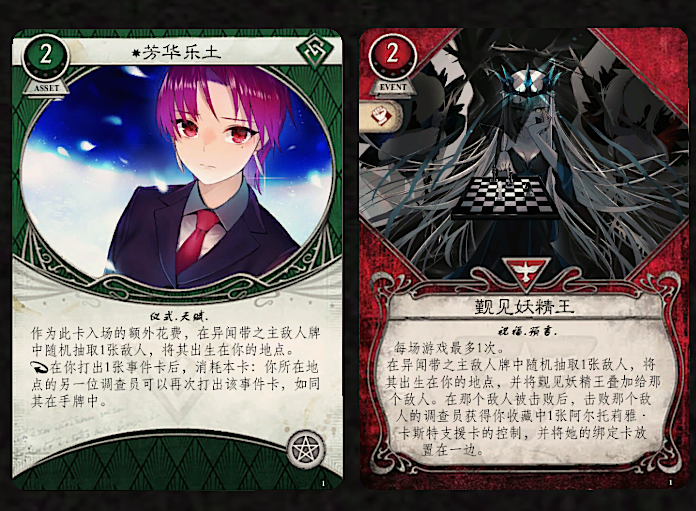 2
ASSET
*芳华乐土
仪式.天赋.
作为此卡入场的额外花费，在异闻带之主敌人牌
中随机抽取1张敌人，将其出生在你的地点。
在你打出1张事件卡后，消耗本卡：你所在地
点的另一位调查员可以再次打出该事件卡，如同
其在手牌中。
1
2
EVENT
觐见妖精王
祝福.预言.
每场游戏最多1次。
在异闻带之主敌人牌中随机抽取1张敌人，将
其出生在你的地点，并将觐见妖精王叠加给那
个敌人。在那个敌人被击败后，击败那个敌
人的调查员获得你收藏中1张阿尔托莉雅·
卡斯特支援卡的控制，并将她的绑定卡放
置在一边。
1